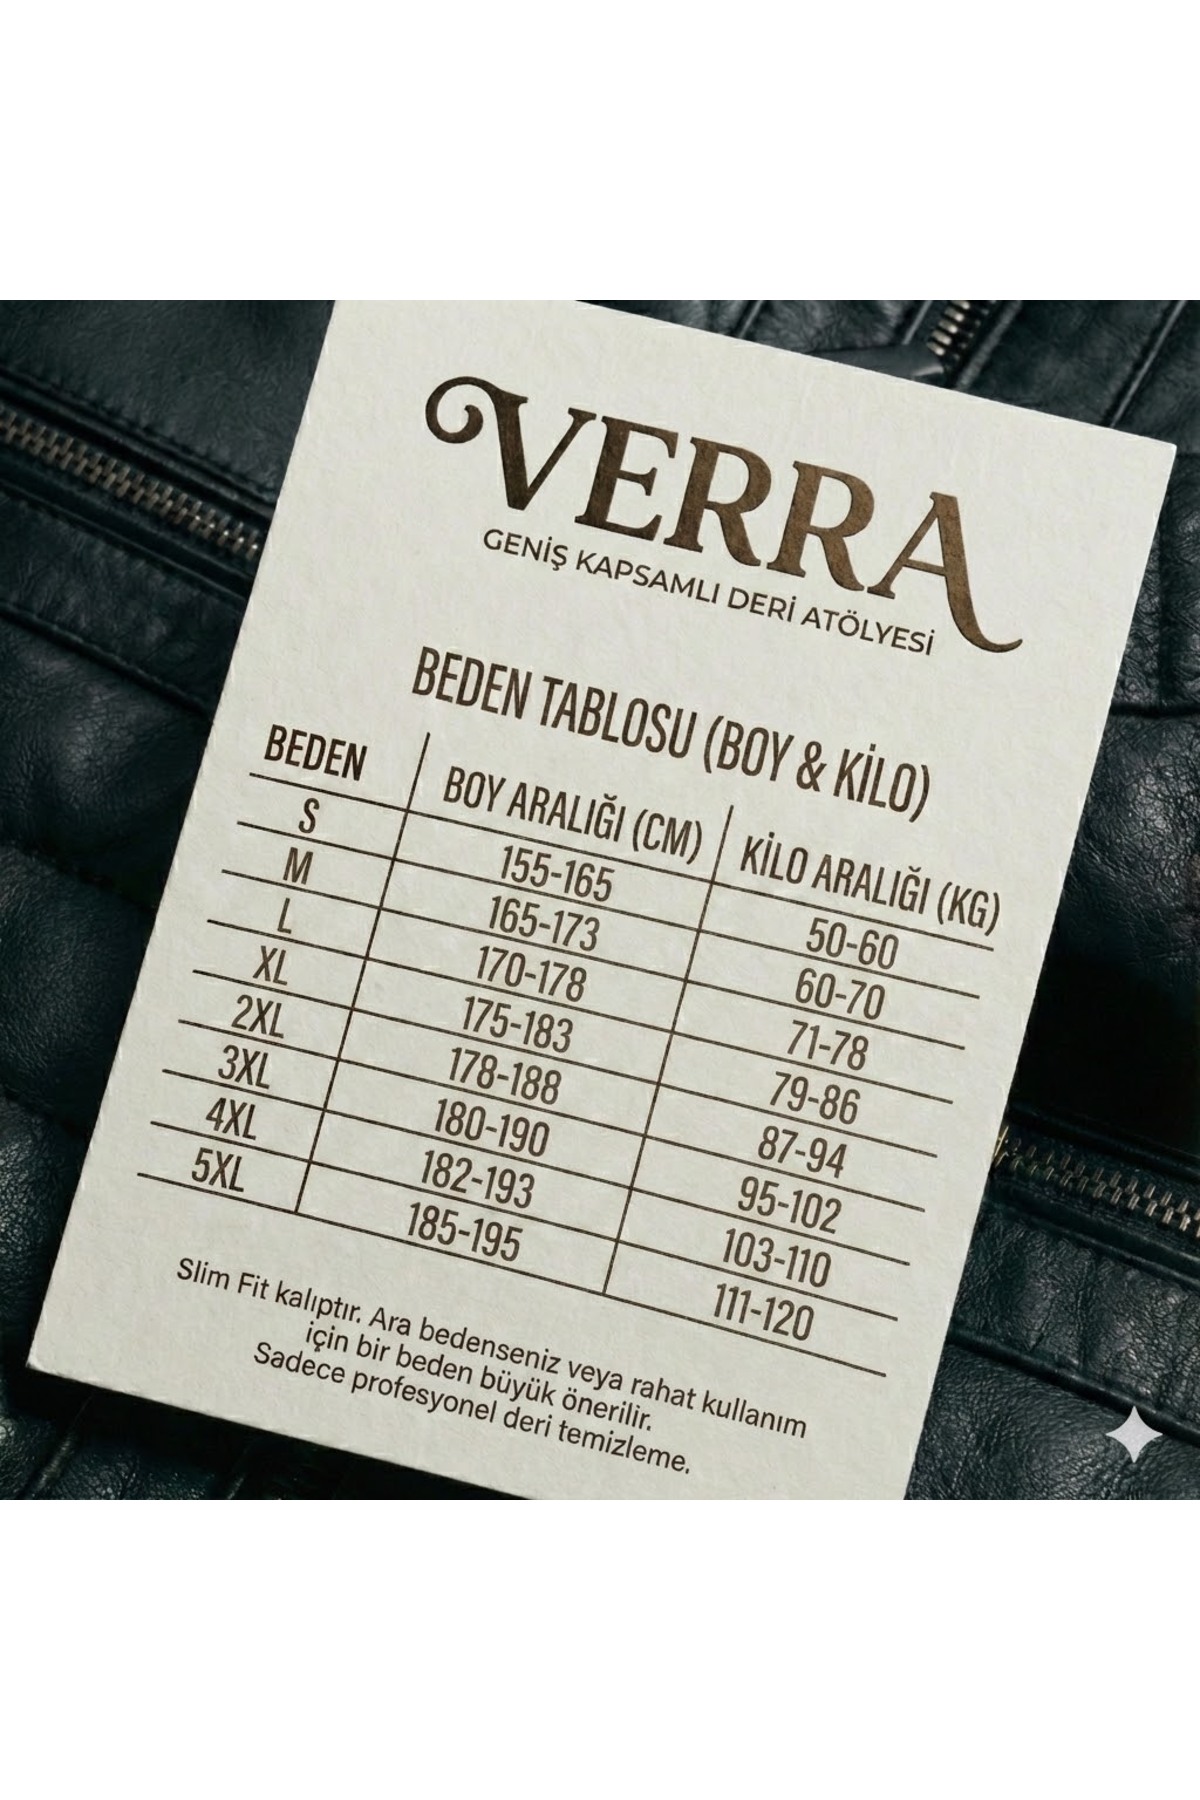 VERRA
GENİŞ KAPSAMLI DERİ ATÖLYESİ
BEDEN TABLOSU (BOY & KİLO)
BEDEN BOY ARALIĞI (CM) KİLO ARALIĞI (KG)
S 155-165 50-60
M 165-173 60-70
L 170-178 71-78
XL 175-183 79-86
2XL 178-188 87-94
3XL 180-190 95-102
4XL 182-193 103-110
5XL 185-195 111-120
Slim Fit kalıptır. Ara bedenseniz veya rahat kullanım
için bir beden büyük önerilir.
Sadece profesyonel deri temizleme.